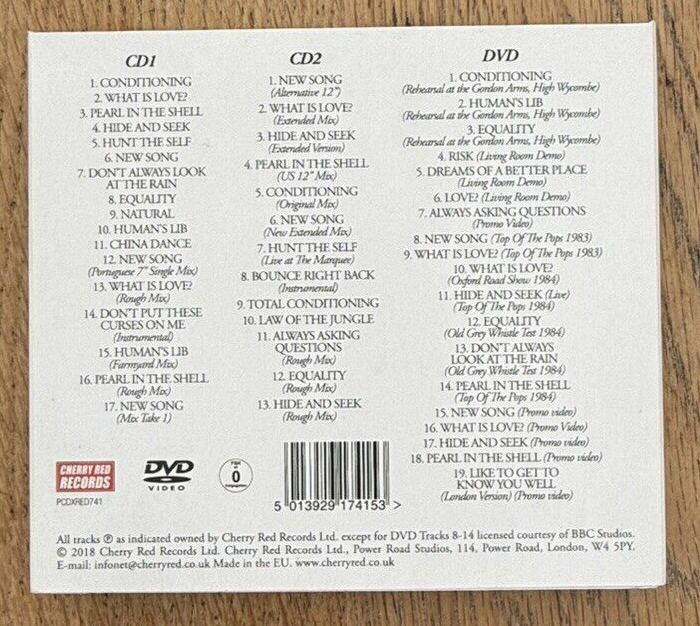 CD1
1. CONDITIONING
2. WHAT IS LOVE?
3. PEARL IN THE SHELL
4. HIDE AND SEEK
5. HUNT THE SELF
6. NEW SONG
7. DON'T ALWAYS LOOK
AT THE RAIN
8. EQUALITY
9. NATURAL
10. HUMAN'S LIB
11. CHINA DANCE
12. NEW SONG
(Portuguese 7" Single Mix)
13. WHAT IS LOVE?
(Rough Mix)
14. DON'T PUT THESE
CURSES ON ME
(Instrumental)
15. HUMAN'S LIB
(Farmyard Mix)
16. PEARL IN THE SHELL
(Rough Mix)
17. NEW SONG
(Mix Take 1)
CD2
1. NEW SONG
(Alternative 12")
2. WHAT IS LOVE?
(Extended Mix)
3. HIDE AND SEEK
(Extended Version)
4. PEARL IN THE SHELL
(US 12" Mix)
5. CONDITIONING
(Original Mix)
6. NEW SONG
(New Extended Mix)
7. HUNT THE SELF
(Live at The Marquee)
8. BOUNCE RIGHT BACK
(Instrumental)
9. TOTAL CONDITIONING
10. LAW OF THE JUNGLE
11. ALWAYS ASKING
QUESTIONS
(Rough Mix)
12. EQUALITY
(Rough Mix)
13. HIDE AND SEEK
(Rough Mix)
DVD
1. CONDITIONING
(Rehearsal at the Gordon Arms, High Wycombe)
2. HUMAN'S LIB
(Rehearsal at the Gordon Arms, High Wycombe)
3. EQUALITY
(Rehearsal at the Gordon Arms, High Wycombe)
4. RISK (Living Room Demo)
5. DREAMS OF A BETTER PLACE
(Living Room Demo)
6. LOVE? (Living Room Demo)
7. ALWAYS ASKING QUESTIONS
(Promo Video)
8. NEW SONG (Top Of The Pops 1983)
9. WHAT IS LOVE? (Top Of The Pops 1983)
10. WHAT IS LOVE?
(Oxford Road Show 1984)
11. HIDE AND SEEK (Live)
(Top Of The Pops 1984)
12. EQUALITY
(Old Grey Whistle Test 1984)
13. DON'T ALWAYS
LOOK AT THE RAIN
(Old Grey Whistle Test 1984)
14. PEARL IN THE SHELL
(Top Of The Pops 1984)
15. NEW SONG (Promo video)
16. WHAT IS LOVE? (Promo Video)
17. HIDE AND SEEK (Promo video)
18. PEARL IN THE SHELL (Promo video)
19. LIKE TO GET TO
KNOW YOU WELL
(London Version) (Promo video)
CHERRY RED
RECORDS
PCDXRED741
DVD
VIDEO
0
5 013929 174153 >
All tracks ℗ as indicated owned by Cherry Red Records Ltd. except for DVD Tracks 8-14 licensed courtesy of BBC Studios.
© 2018 Cherry Red Records Ltd. Cherry Red Records Ltd., Power Road Studios, 114, Power Road, London, W4 5PY.
E-mail: infonet@cherryred.co.uk Made in the EU. www.cherryred.co.uk